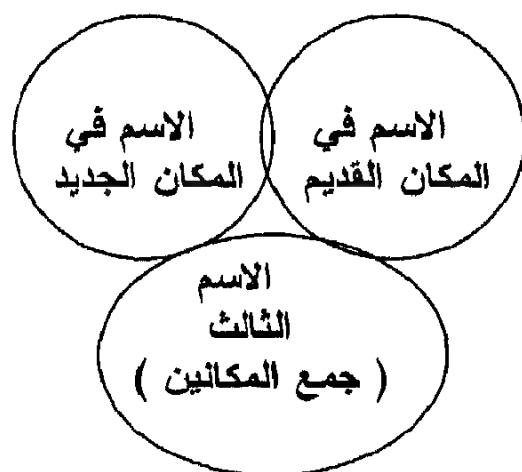 الاسم في
المكان القديم
الاسم في
المكان الجديد
الاسم
الثالث
( جمع المكانين )